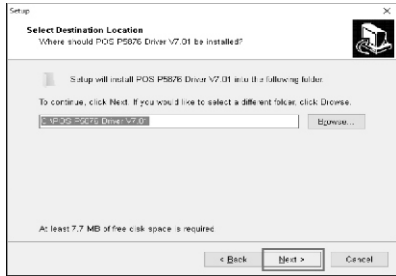 Setup
Select Destination Location
Where should POS P5876 Driver V7.01 be installed?
Setup will install POS P5876 Driver V7.01 into the following folder.
To continue, click Next. If you would like to select a different folder, click Browse.
C:\POS P5876 Driver V7.01
Browse...
At least 7.7 MB of free disk space is required
< Back
Next >
Cancel